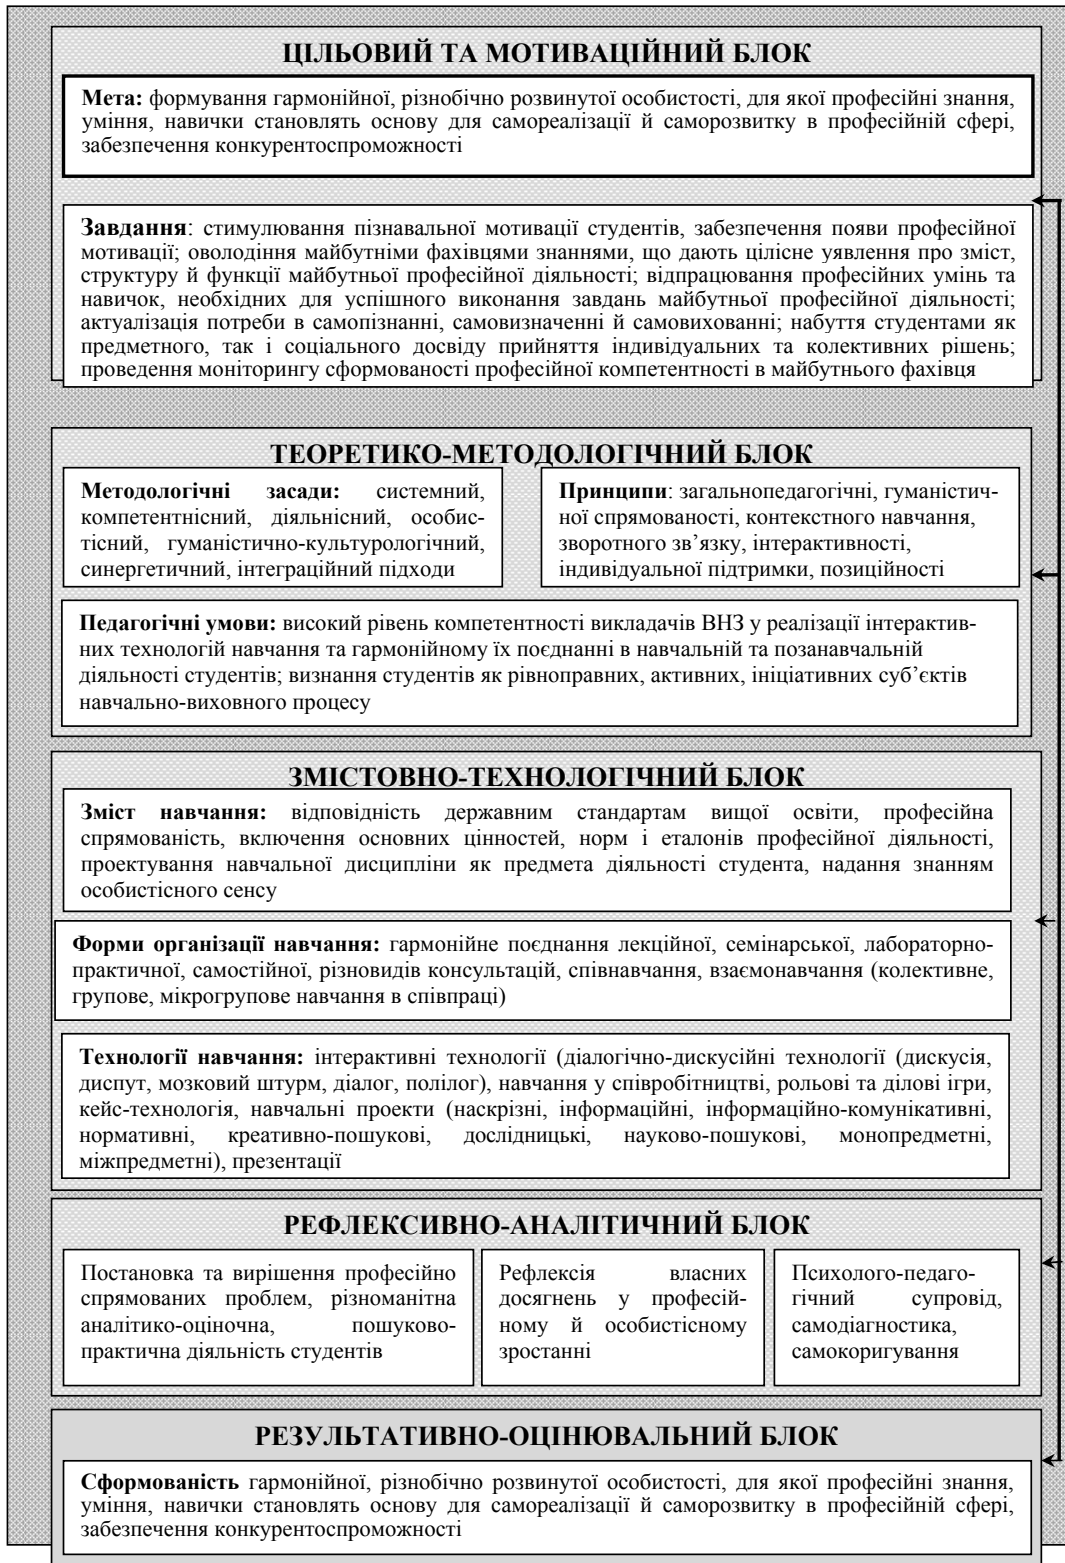 ЦІЛЬОВИЙ ТА МОТИВАЦІЙНИЙ БЛОК
Мета: формування гармонійної, різнобічно розвинутої особистості, для якої професійні знання,
уміння, навички становлять основу для самореалізації й саморозвитку в професійній сфері,
забезпечення конкурентоспроможності
Завдання: стимулювання пізнавальної мотивації студентів, забезпечення появи професійної
мотивації; оволодіння майбутніми фахівцями знаннями, що дають цілісне уявлення про зміст,
структуру й функції майбутньої професійної діяльності; відпрацювання професійних умінь та
навичок, необхідних для успішного виконання завдань майбутньої професійної діяльності;
актуалізація потреби в самопізнанні, самовизначенні й самовихованні; набуття студентами як
предметного, так і соціального досвіду прийняття індивідуальних та колективних рішень;
проведення моніторингу сформованості професійної компетентності в майбутнього фахівця
ТЕОРЕТИКО-МЕТОДОЛОГІЧНИЙ БЛОК
Методологічні засади: системний,
компетентнісний, діяльнісний, особис-
тісний, гуманістично-культурологічний,
синергетичний, інтеграційний підходи
Принципи: загальнопедагогічні, гуманістич-
ної спрямованості, контекстного навчання,
зворотного зв’язку, інтерактивності,
індивідуальної підтримки, позиційності
Педагогічні умови: високий рівень компетентності викладачів ВНЗ у реалізації інтерактив-
них технологій навчання та гармонійному їх поєднанні в навчальній та позанавчальній
діяльності студентів; визнання студентів як рівноправних, активних, ініціативних суб’єктів
навчально-виховного процесу
ЗМІСТОВНО-ТЕХНОЛОГІЧНИЙ БЛОК
Зміст навчання: відповідність державним стандартам вищої освіти, професійна
спрямованість, включення основних цінностей, норм і еталонів професійної діяльності,
проектування навчальної дисципліни як предмета діяльності студента, надання знанням
особистісного сенсу
Форми організації навчання: гармонійне поєднання лекційної, семінарської, лабораторно-
практичної, самостійної, різновидів консультацій, співнавчання, взаємонавчання (колективне,
групове, мікрогрупове навчання в співпраці)
Технології навчання: інтерактивні технології (діалогічно-дискусійні технології (дискусія,
диспут, мозковий штурм, діалог, полілог), навчання у співробітництві, рольові та ділові ігри,
кейс-технологія, навчальні проекти (наскрізні, інформаційні, інформаційно-комунікативні,
нормативні, креативно-пошукові, дослідницькі, науково-пошукові, монопредметні,
міжпредметні), презентації
РЕФЛЕКСИВНО-АНАЛІТИЧНИЙ БЛОК
Постановка та вирішення професійно
спрямованих проблем, різноманітна
аналітико-оціночна, пошуково-
практична діяльність студентів
Рефлексія власних
досягнень у професій-
ному й особистісному
зростанні
Психолого-педаго-
гічний супровід,
самодіагностика,
самокоригування
РЕЗУЛЬТАТИВНО-ОЦІНЮВАЛЬНИЙ БЛОК
Сформованість гармонійної, різнобічно розвинутої особистості, для якої професійні знання,
уміння, навички становлять основу для самореалізації й саморозвитку в професійній сфері,
забезпечення конкурентоспроможності